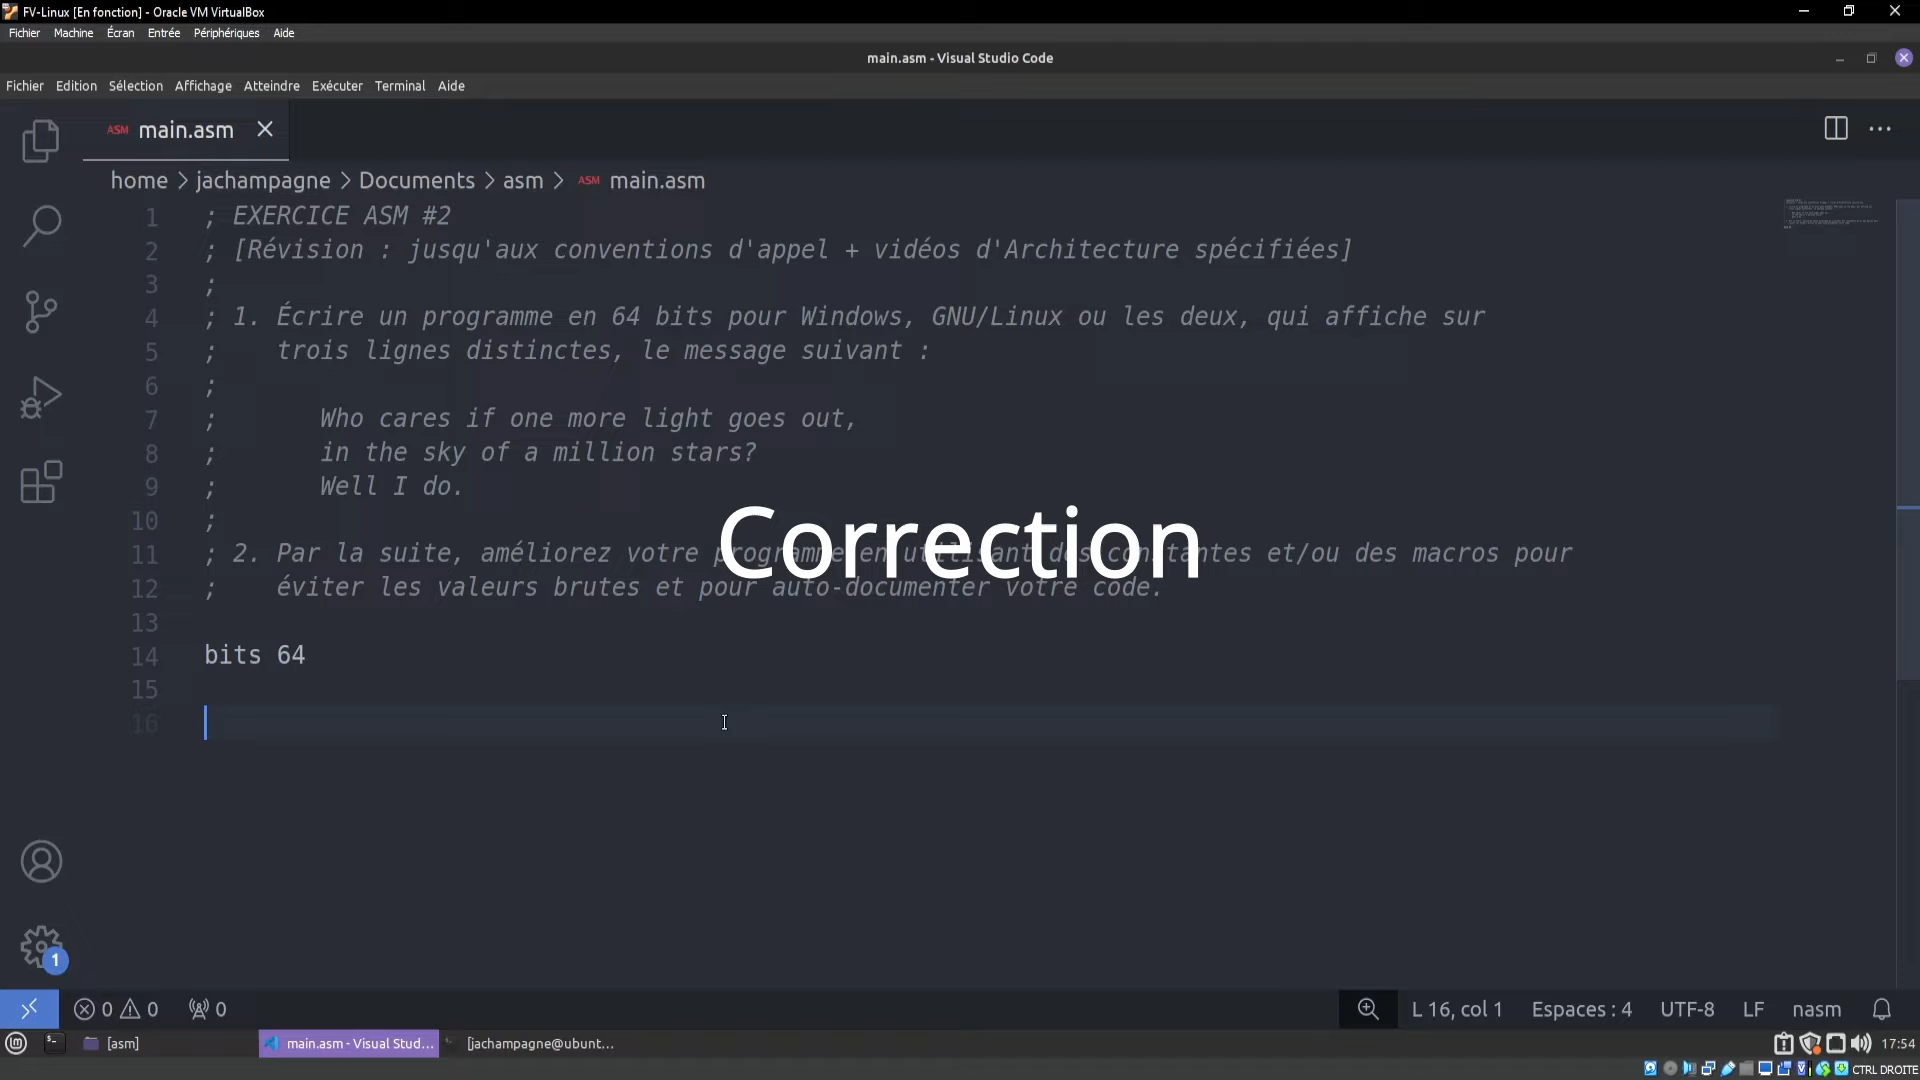 FV-Linux [En fonction] - Oracle VM VirtualBox
Fichier Machine Écran Entrée Périphériques Aide
main.asm - Visual Studio Code
Fichier Edition Sélection Affichage Atteindre Exécuter Terminal Aide
ASM main.asm
home > jachampagne > Documents > asm > ASM main.asm
1 ; EXERCICE ASM #2
2 ; [Révision : jusqu'aux conventions d'appel + vidéos d'Architecture spécifiées]
3 ;
4 ; 1. Écrire un programme en 64 bits pour Windows, GNU/Linux ou les deux, qui affiche sur
5 ; trois lignes distinctes, le message suivant :
6 ;
7 ; Who cares if one more light goes out,
8 ; in the sky of a million stars?
9 ; Well I do.
10 ;
Correction
11 ; 2. Par la suite, améliorez votre programme en utilisant des constantes et/ou des macros pour
12 ; éviter les valeurs brutes et pour auto-documenter votre code.
13
14 bits 64
15
16
1
0 0 0
L 16, col 1 Espaces : 4 UTF-8 LF nasm
[asm] main.asm - Visual Stud... [jachampagne@ubunt... 17:54
CTRL DROITE